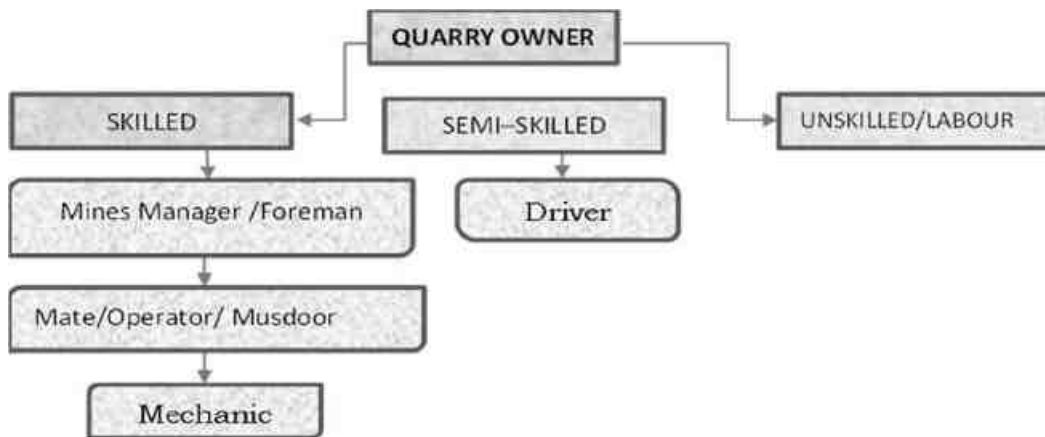 QUARRY OWNER
SKILLED
SEMI–SKILLED
UNSKILLED/LABOUR
Mines Manager /Foreman
Driver
Mate/Operator/ Musdoor
Mechanic